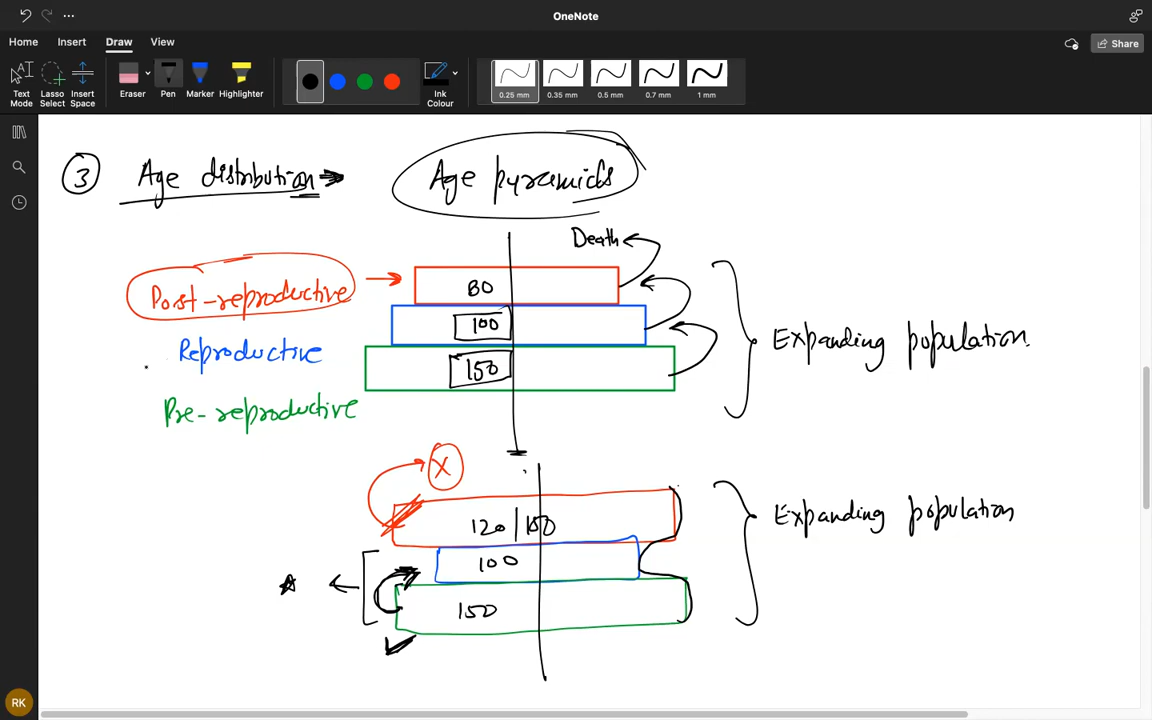 OneNote
Home Insert Draw View
Share
Text Mode
Lasso Select
Insert Space
Eraser
Pen
Marker
Highlighter
Ink Colour
0.25 mm 0.35 mm 0.5 mm 0.7 mm 1 mm
3 Age distribution Age pyramids
Death
Post-reproductive 80
Reproductive 100
Expanding population
Pre-reproductive 150
X
120 | 150
Expanding population
100
150
RK